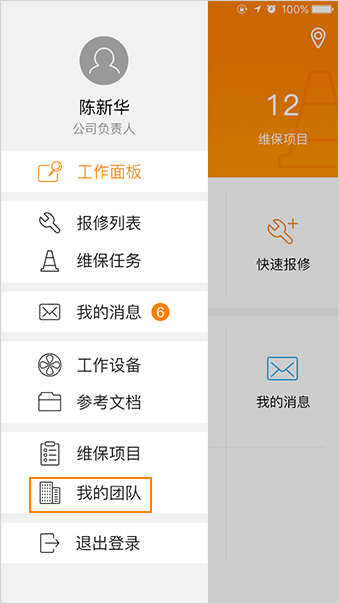 100%
陈新华
公司负责人
工作面板
报修列表
维保任务
我的消息 6
工作设备
参考文档
维保项目
我的团队
退出登录
12
维保项目
快速报修
我的消息